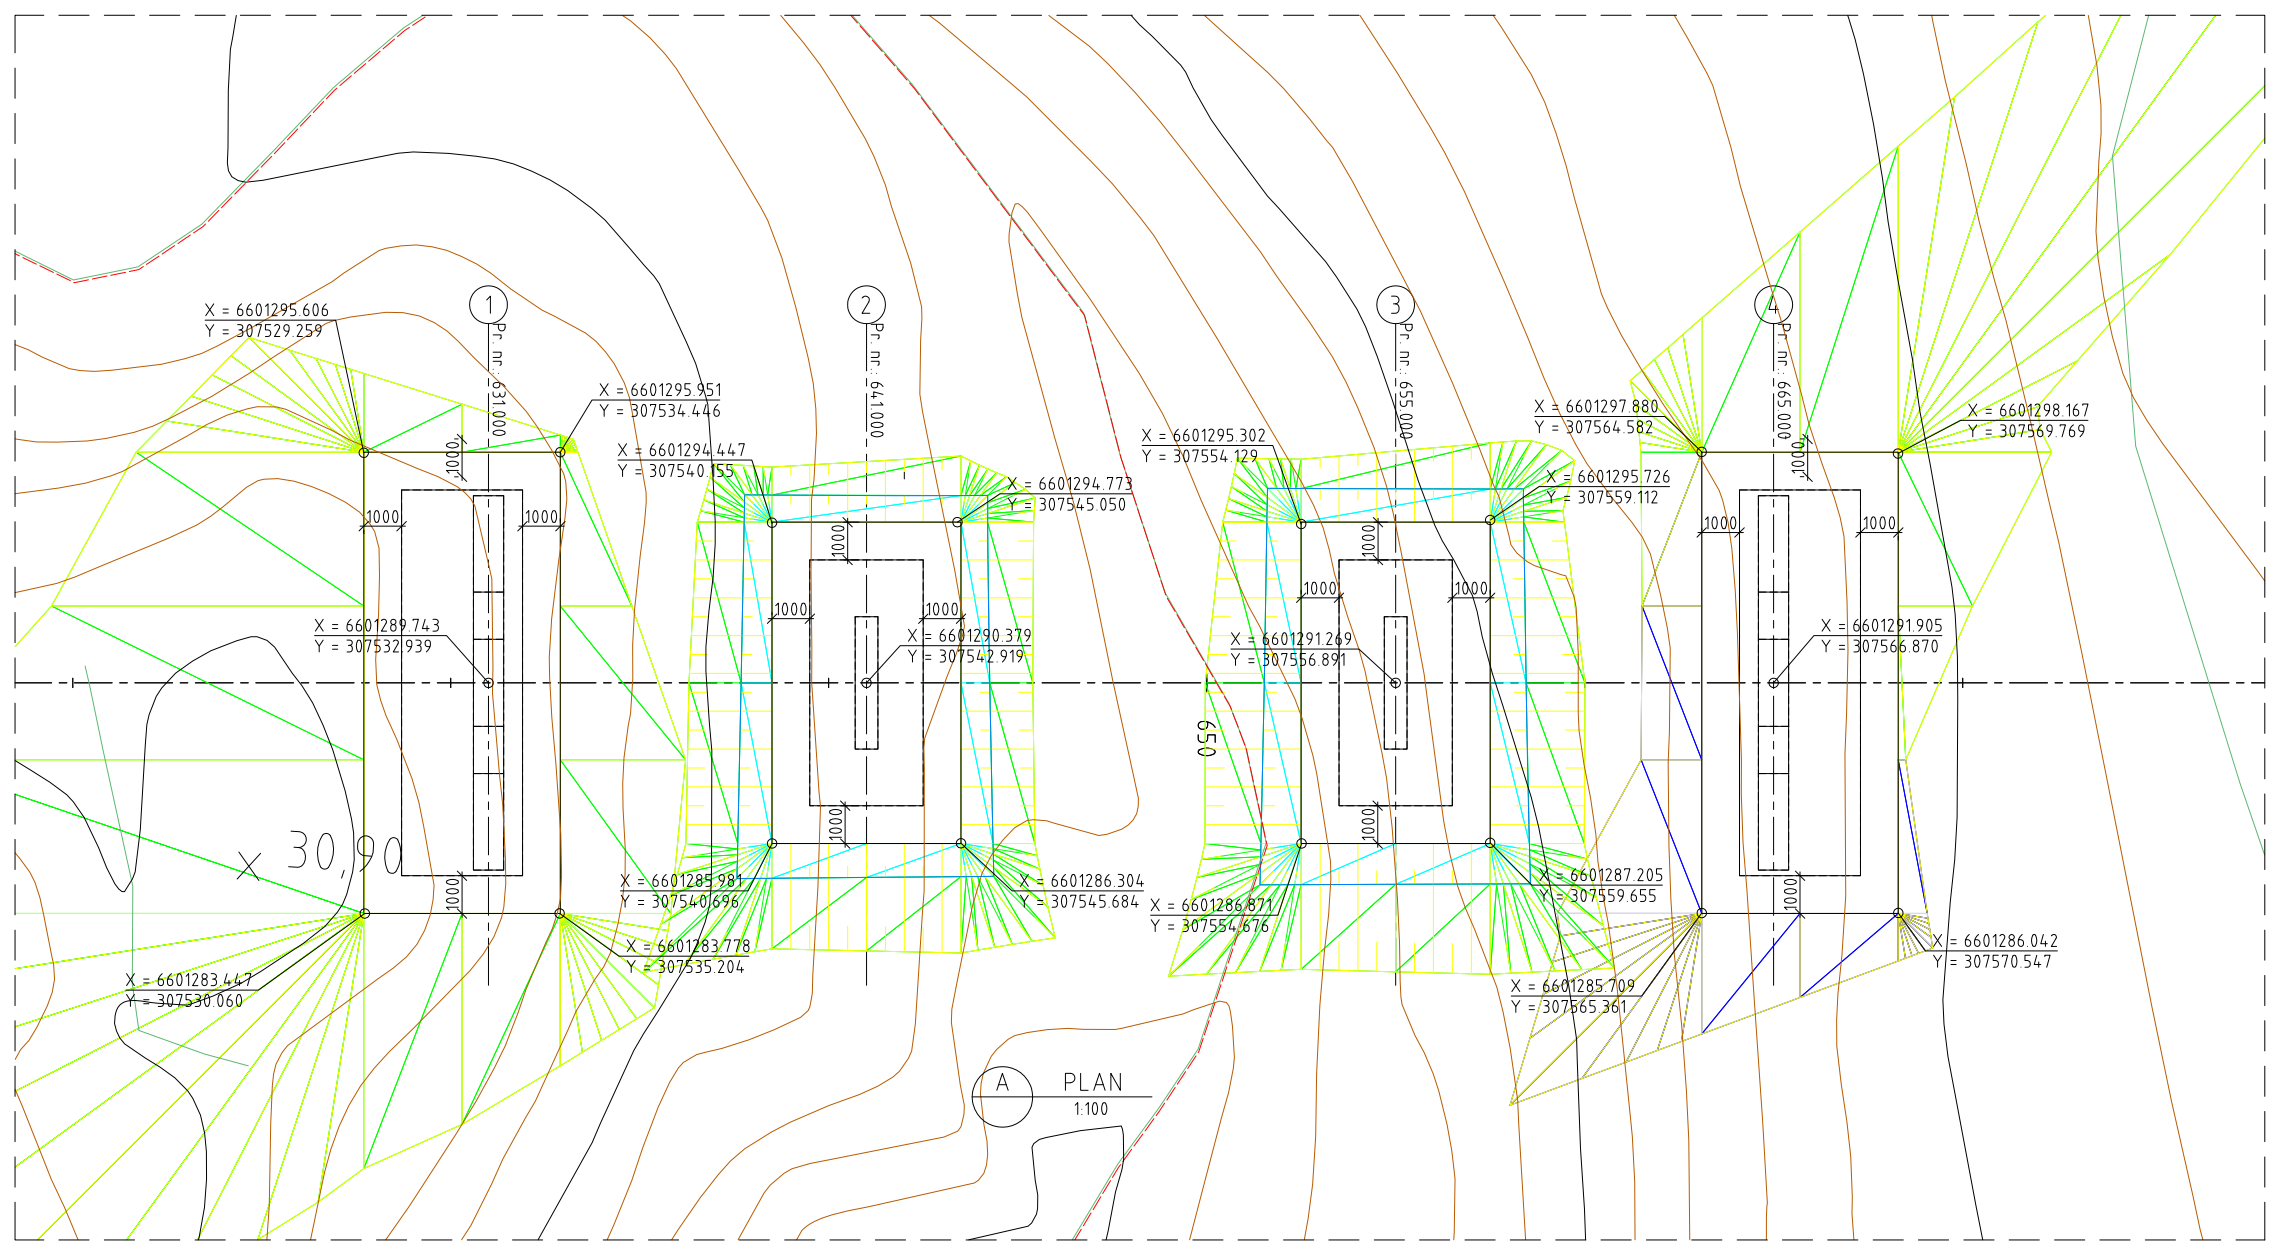 1
Pr. nr.: 631.000
2
Pr. nr.: 641.000
3
Pr. nr.: 655.000
4
Pr. nr.: 665.000
X = 6601295.606
Y = 307529.259
X = 6601295.951
Y = 307534.446
X = 6601294.447
Y = 307540.155
X = 6601294.773
Y = 307545.050
X = 6601295.302
Y = 307554.129
X = 6601295.726
Y = 307559.112
X = 6601297.880
Y = 307564.582
X = 6601298.167
Y = 307569.769
1000
1000
1000
1000
1000
1000
1000
1000
1000
1000
1000
1000
X = 6601289.743
Y = 307532.939
X = 6601290.379
Y = 307542.919
X = 6601291.269
Y = 307556.891
X = 6601291.905
Y = 307566.870
650
30,90
1000
1000
1000
1000
X = 6601285.981
Y = 307540.696
X = 6601286.304
Y = 307545.684
X = 6601286.871
Y = 307554.676
X = 6601287.205
Y = 307559.655
X = 6601283.447
Y = 307530.060
X = 6601283.778
Y = 307535.204
X = 6601285.709
Y = 307565.361
X = 6601286.042
Y = 307570.547
A
PLAN
1:100